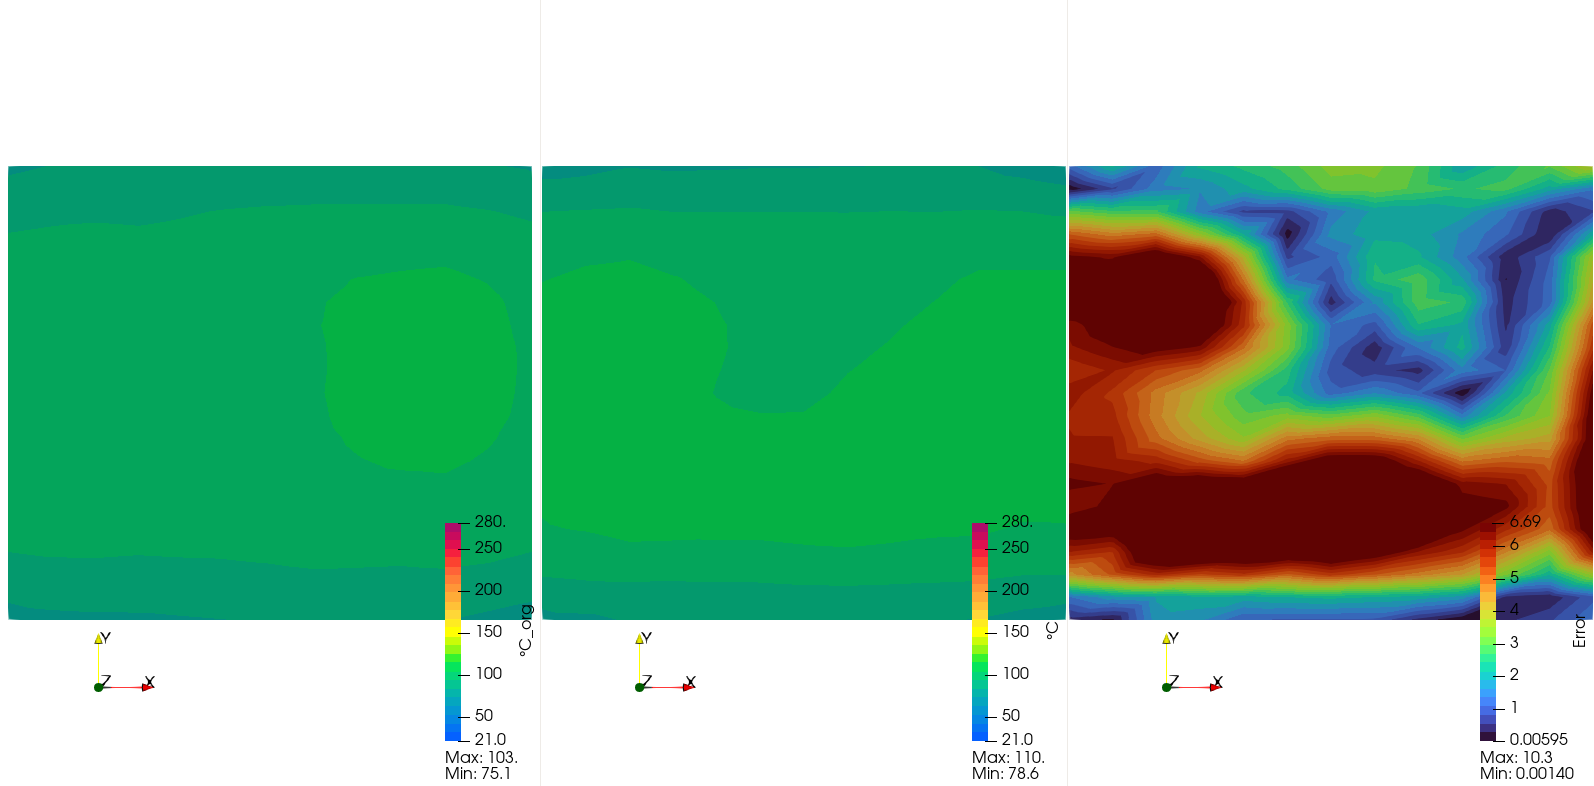 280.
250
200
150
100
50
21.0
°C_org
Max: 103.
Min: 75.1
Y
Z
X
280.
250
200
150
100
50
21.0
°C
Max: 110.
Min: 78.6
Y
Z
X
6.69
6
5
4
3
2
1
0.00595
Error
Max: 10.3
Min: 0.00140
Y
Z
X